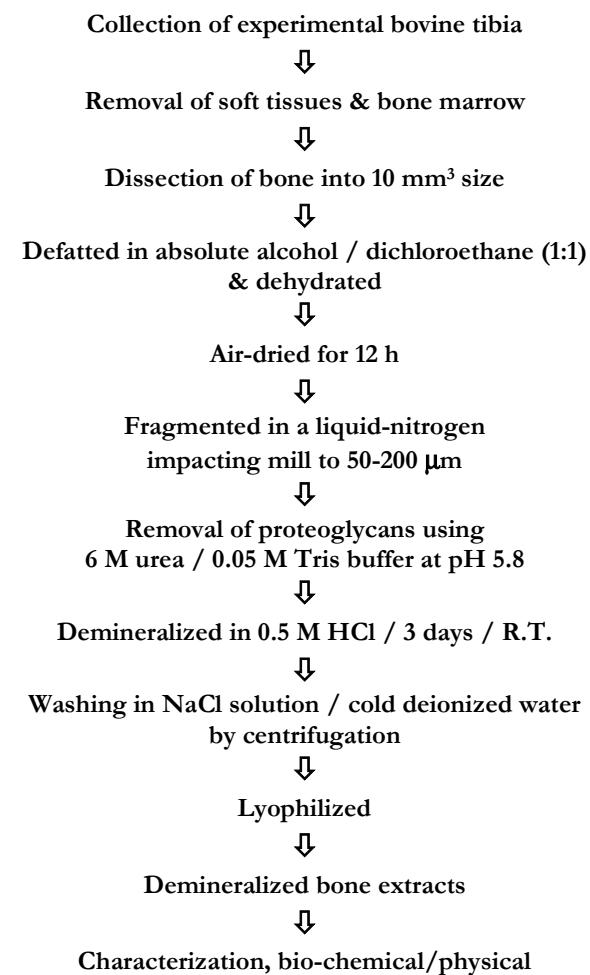 Collection of experimental bovine tibia
⇩
Removal of soft tissues & bone marrow
⇩
Dissection of bone into 10 mm³ size
⇩
Defatted in absolute alcohol / dichloroethane (1:1)
& dehydrated
⇩
Air-dried for 12 h
⇩
Fragmented in a liquid-nitrogen
impacting mill to 50-200 μm
⇩
Removal of proteoglycans using
6 M urea / 0.05 M Tris buffer at pH 5.8
⇩
Demineralized in 0.5 M HCl / 3 days / R.T.
⇩
Washing in NaCl solution / cold deionized water
by centrifugation
⇩
Lyophilized
⇩
Demineralized bone extracts
⇩
Characterization, bio-chemical/physical